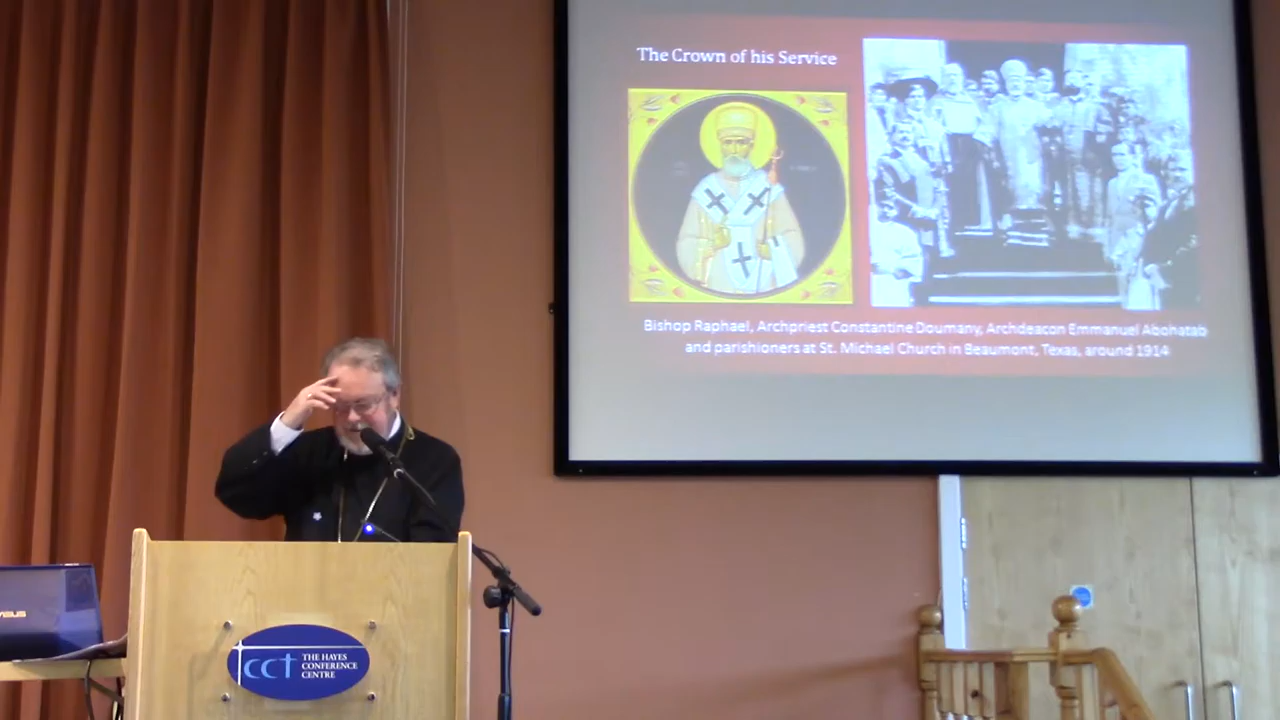 The Crown of his Service
Bishop Raphael, Archpriest Constantine Doumany, Archdeacon Emmanuel Abohatab
and parishioners at St. Michael Church in Beaumont, Texas, around 1914
cct
THE HAYES
CONFERENCE
CENTRE